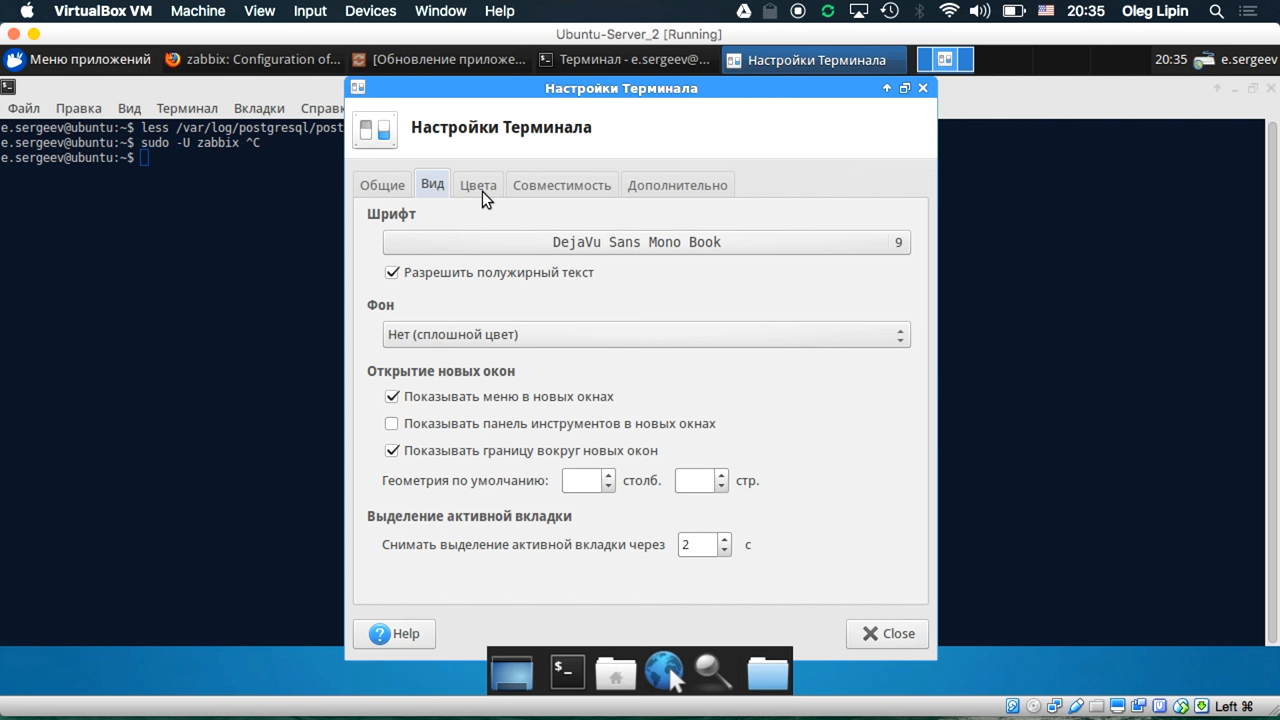 VirtualBox VM Machine View Input Devices Window Help 20:35 Oleg Lipin
Ubuntu-Server_2 [Running]
Меню приложений zabbix: Configuration of... [Обновление приложе... Терминал - e.sergeev@... Настройки Терминала 20:35 e.sergeev
Настройки Терминала
Файл Правка Вид Терминал Вкладки Справк
e.sergeev@ubuntu:~$ less /var/log/postgresql/post
e.sergeev@ubuntu:~$ sudo -U zabbix ^C
e.sergeev@ubuntu:~$
Настройки Терминала
Общие Вид Цвета Совместимость Дополнительно
Шрифт
DejaVu Sans Mono Book 9
Разрешить полужирный текст
Фон
Нет (сплошной цвет)
Открытие новых окон
Показывать меню в новых окнах
Показывать панель инструментов в новых окнах
Показывать границу вокруг новых окон
Геометрия по умолчанию: столб. стр.
Выделение активной вкладки
Снимать выделение активной вкладки через 2 с
Help Close
Left ⌘